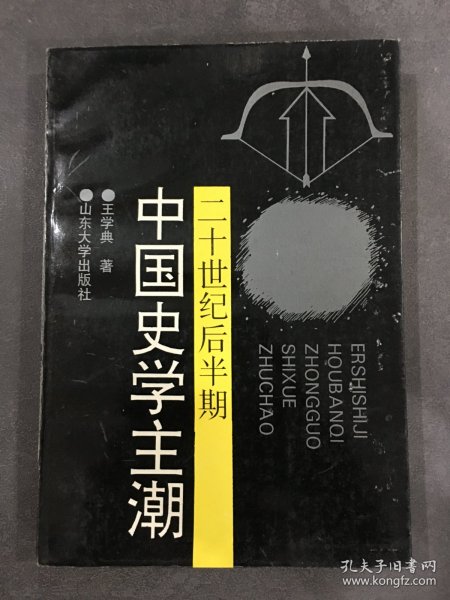 二十世纪后半期
中国史学主潮
●王学典 著
●山东大学出版社
ERSHISHIJI
HOUBANQI
ZHONGGUO
SHIXUE
ZHUCHAO
孔夫子旧书网
www.kongfz.com